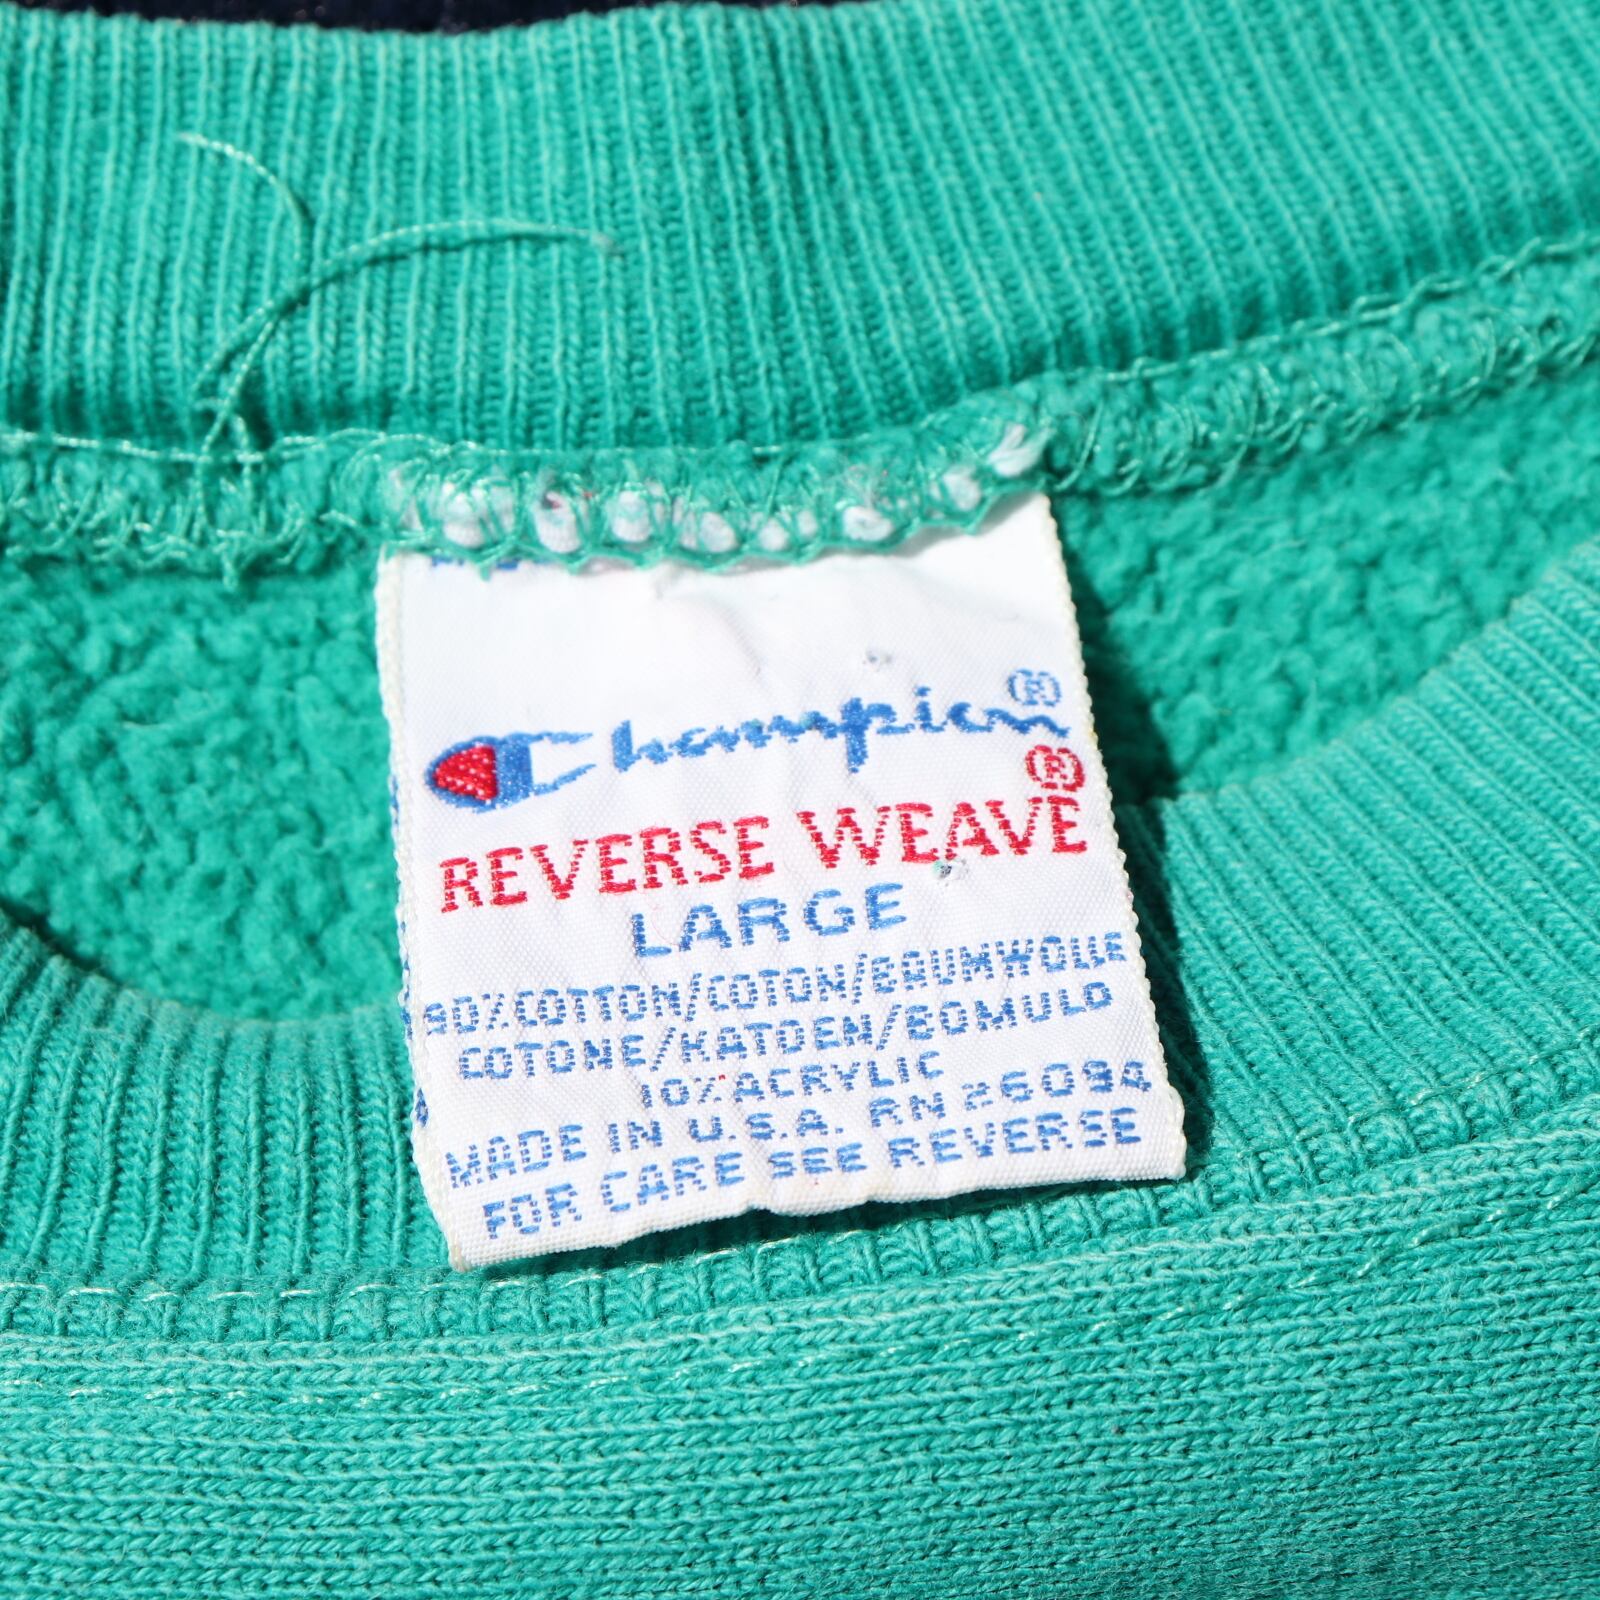 Champion®
REVERSE WEAVE®
LARGE
90% COTTON/COTON/BAUMWOLLE
COTONE/KATOEN/BOMULD
10% ACRYLIC
MADE IN U.S.A. RN 26094
FOR CARE SEE REVERSE